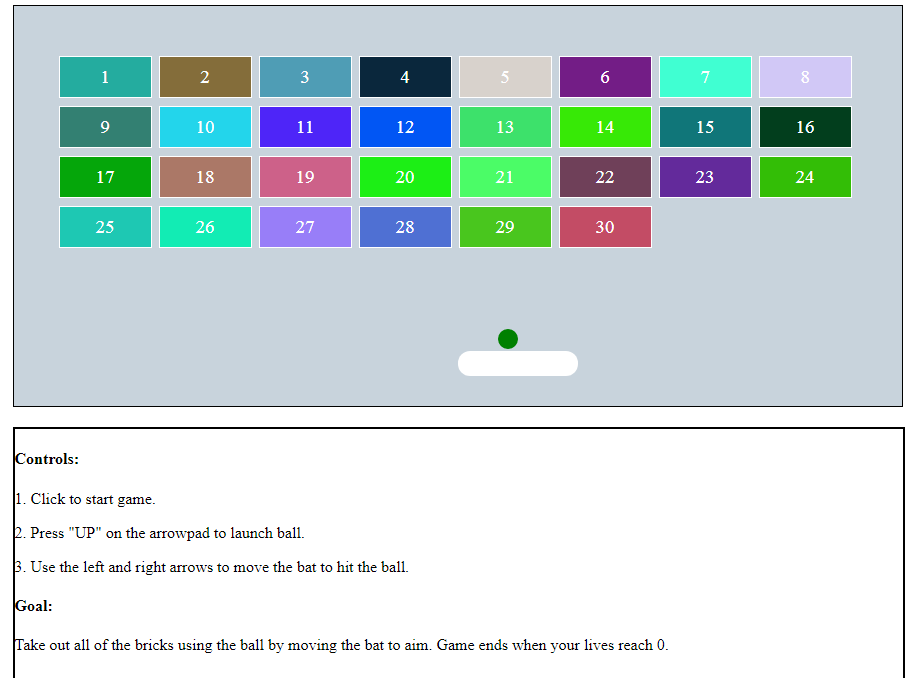 1 2 3 4 5 6 7 8
9 10 11 12 13 14 15 16
17 18 19 20 21 22 23 24
25 26 27 28 29 30
Controls:
1. Click to start game.
2. Press "UP" on the arrowpad to launch ball.
3. Use the left and right arrows to move the bat to hit the ball.
Goal:
Take out all of the bricks using the ball by moving the bat to aim. Game ends when your lives reach 0.